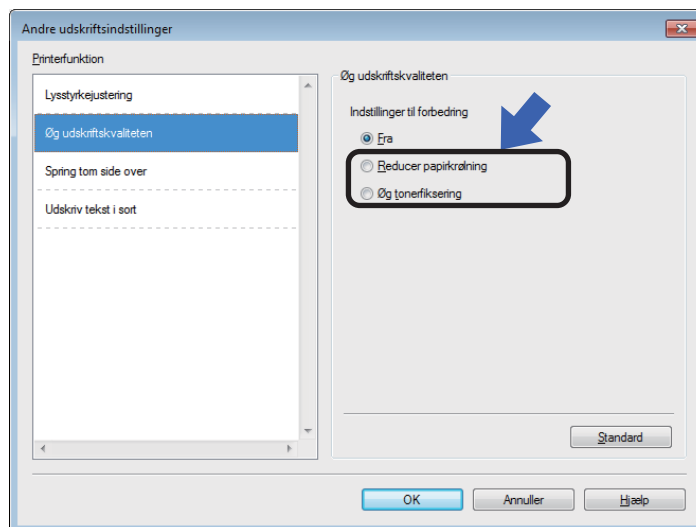 Andre udskriftsindstillinger
Printerfunktion
Lysstyrkejustering
Øg udskriftskvaliteten
Spring tom side over
Udskriv tekst i sort
Øg udskriftskvaliteten
Indstillinger til forbedring
Fra
Reducer papirkrølning
Øg tonerfiksering
Standard
OK
Annuller
Hjælp